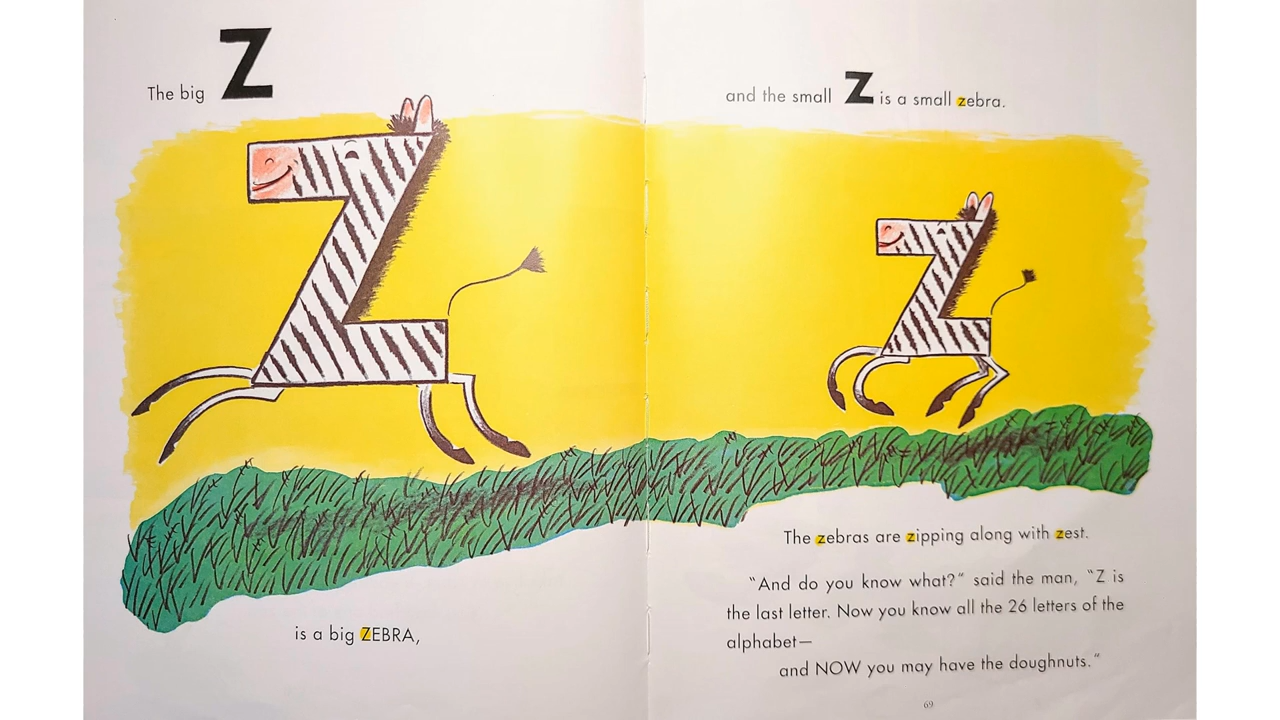 The big Z
is a big ZEBRA,
and the small Z is a small zebra.
The zebras are zipping along with zest.
"And do you know what?" said the man, "Z is
the last letter. Now you know all the 26 letters of the
alphabet—
and NOW you may have the doughnuts."
69